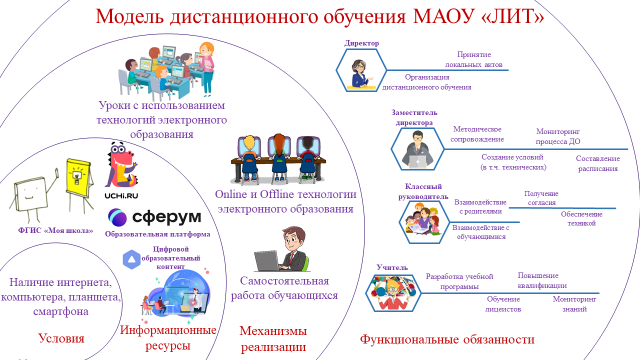 Модель дистанционного обучения МАОУ «ЛИТ»
Директор
Принятие
локальных актов
Организация
дистанционного обучения
Уроки с использованием
технологий электронного
образования
Заместитель
директора
Методическое
сопровождение
Мониторинг
процесса ДО
Создание условий
(в т.ч. технических)
Составление
расписания
UCHi.RU
ФГИС «Моя школа»
сферум
Образовательная платформа
Online и Offline технологии
электронного образования
Классный
руководитель
Взаимодействие
с родителями
Получение
согласия
Взаимодействие с
обучающимися
Обеспечение
техникой
Цифровой
образовательный
контент
Наличие интернета,
компьютера, планшета,
смартфона
Самостоятельная
работа обучающихся
Учитель
Разработка учебной
программы
Повышение
квалификации
Обучение
лицеистов
Мониторинг
знаний
Условия
Информационные
ресурсы
Механизмы
реализации
Функциональные обязанности